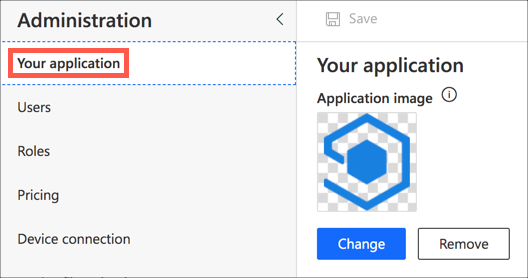 Administration
Your application
Users
Roles
Pricing
Device connection
Save
Your application
Application image
Change
Remove